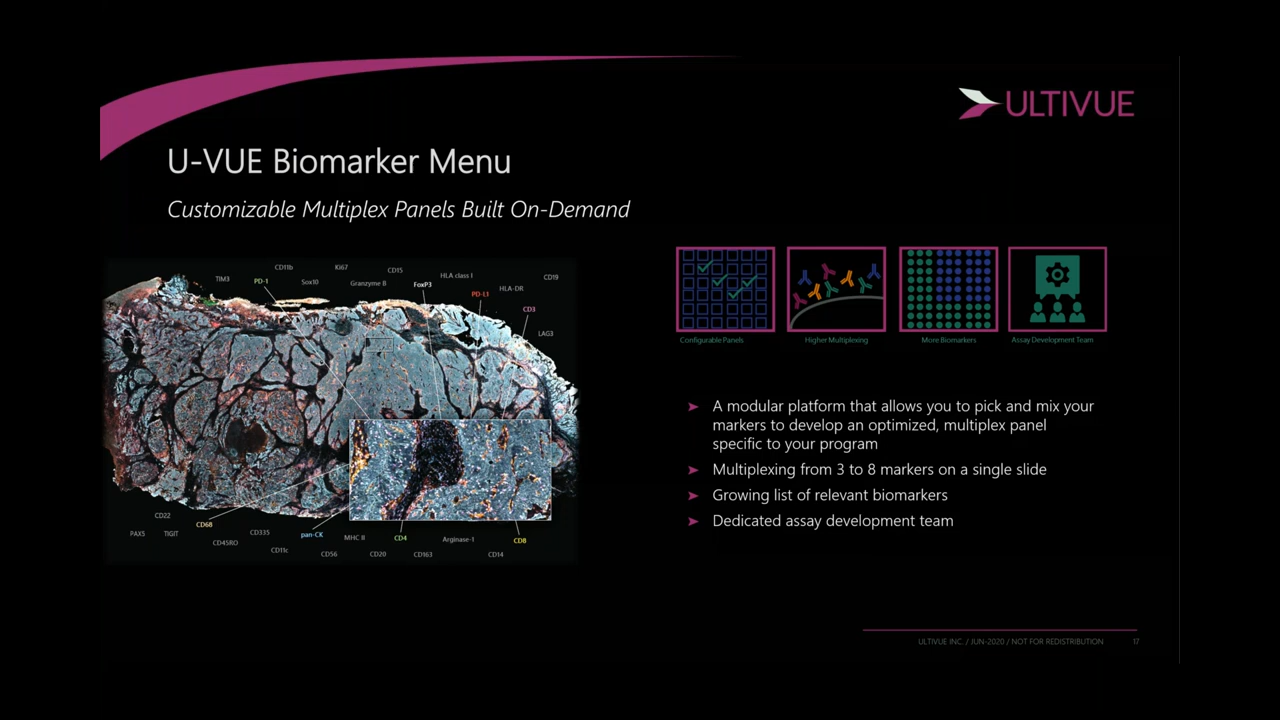 ULTIVUE
U-VUE Biomarker Menu
Customizable Multiplex Panels Built On-Demand
CD11b
Ki67
CD15
HLA class I
CD19
TIM3
PD-1
Sox10
Granzyme B
FoxP3
HLA-DR
PD-L1
CD3
LAG3
CD22
CD68
PAX5
TIGIT
CD45RO
CD335
CD11c
pan-CK
CD56
MHC II
CD20
CD4
CD163
Arginase-1
CD14
CD8
Configurable Panels
Higher Multiplexing
More Biomarkers
Assay Development Team
A modular platform that allows you to pick and mix your
markers to develop an optimized, multiplex panel
specific to your program
Multiplexing from 3 to 8 markers on a single slide
Growing list of relevant biomarkers
Dedicated assay development team
ULTIVUE INC. / JUN-2020 / NOT FOR REDISTRIBUTION
17